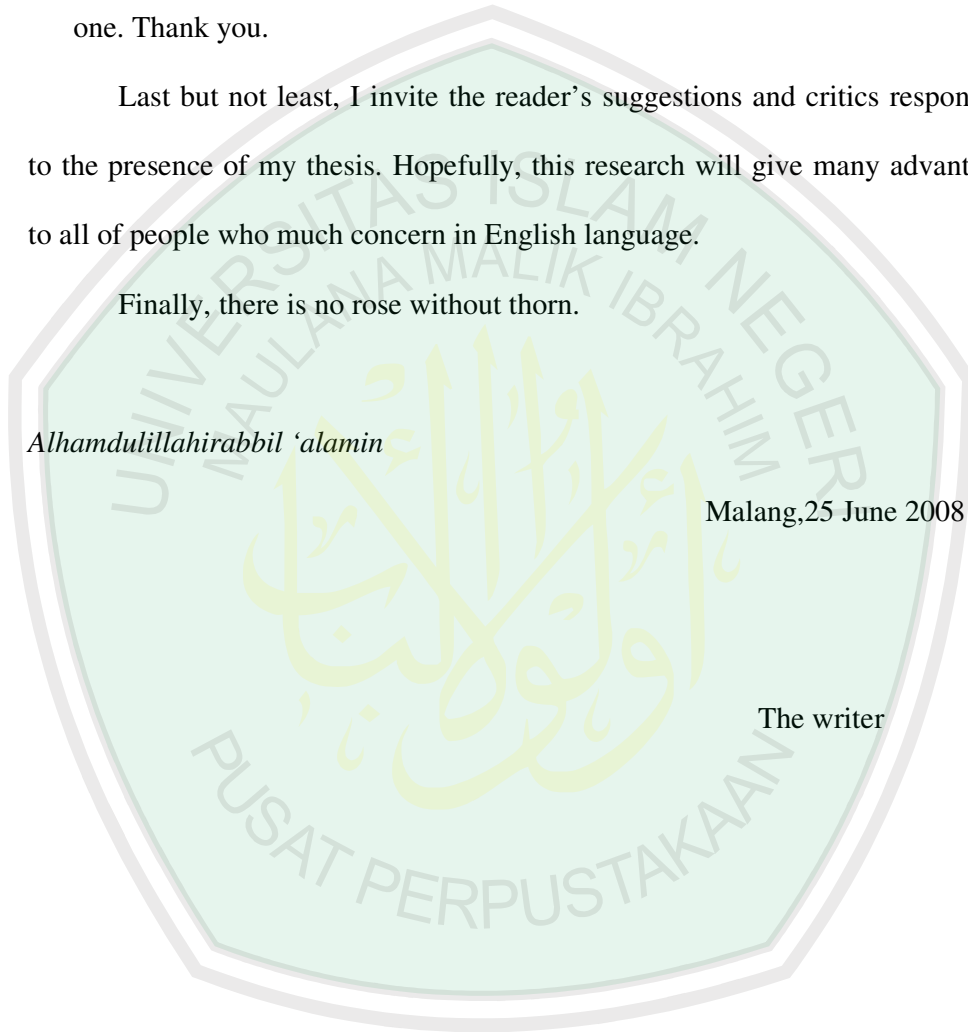 one. Thank you.
Last but not least, I invite the reader's suggestions and critics respon
to the presence of my thesis. Hopefully, this research will give many advant
to all of people who much concern in English language.
Finally, there is no rose without thorn.
Alhamdulillahirabbil ‘alamin
Malang,25 June 2008
The writer
UNIVERSITAS ISLAM NEGERI
MAULANA MALIK IBRAHIM
PUSAT PERPUSTAKAAN